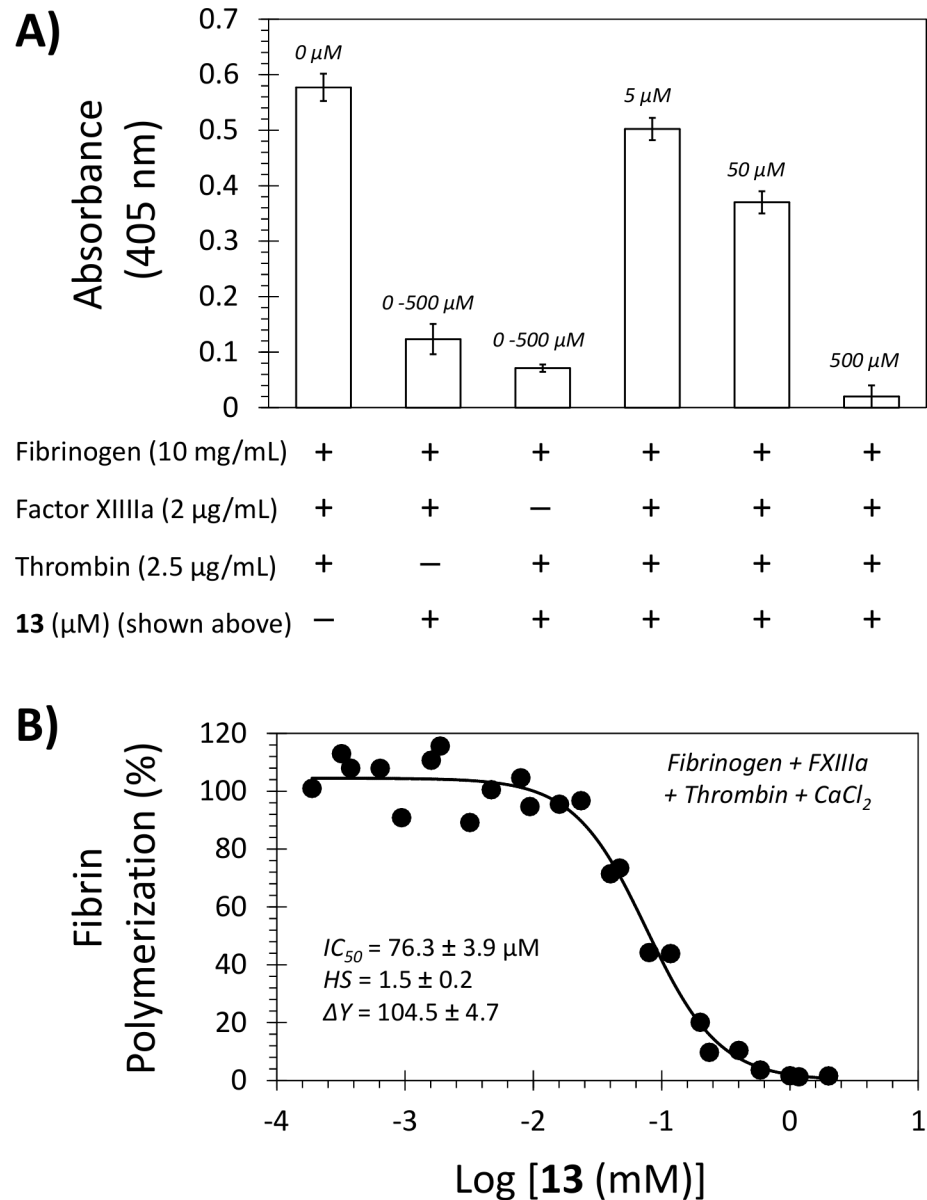 A)
Absorbance
(405 nm)
0.7
0.6
0.5
0.4
0.3
0.2
0.1
0
0 µM
0 -500 µM
0 -500 µM
5 µM
50 µM
500 µM
Fibrinogen (10 mg/mL) + + + + + +
Factor XIIIIa (2 µg/mL) + + – + + +
Thrombin (2.5 µg/mL) + – + + + +
13 (µM) (shown above) – + + + + +
B)
Fibrin
Polymerization (%)
120
100
80
60
40
20
0
Fibrinogen + FXIIIa
+ Thrombin + CaCl2
IC50 = 76.3 ± 3.9 µM
HS = 1.5 ± 0.2
ΔY = 104.5 ± 4.7
-4 -3 -2 -1 0 1
Log [13 (mM)]